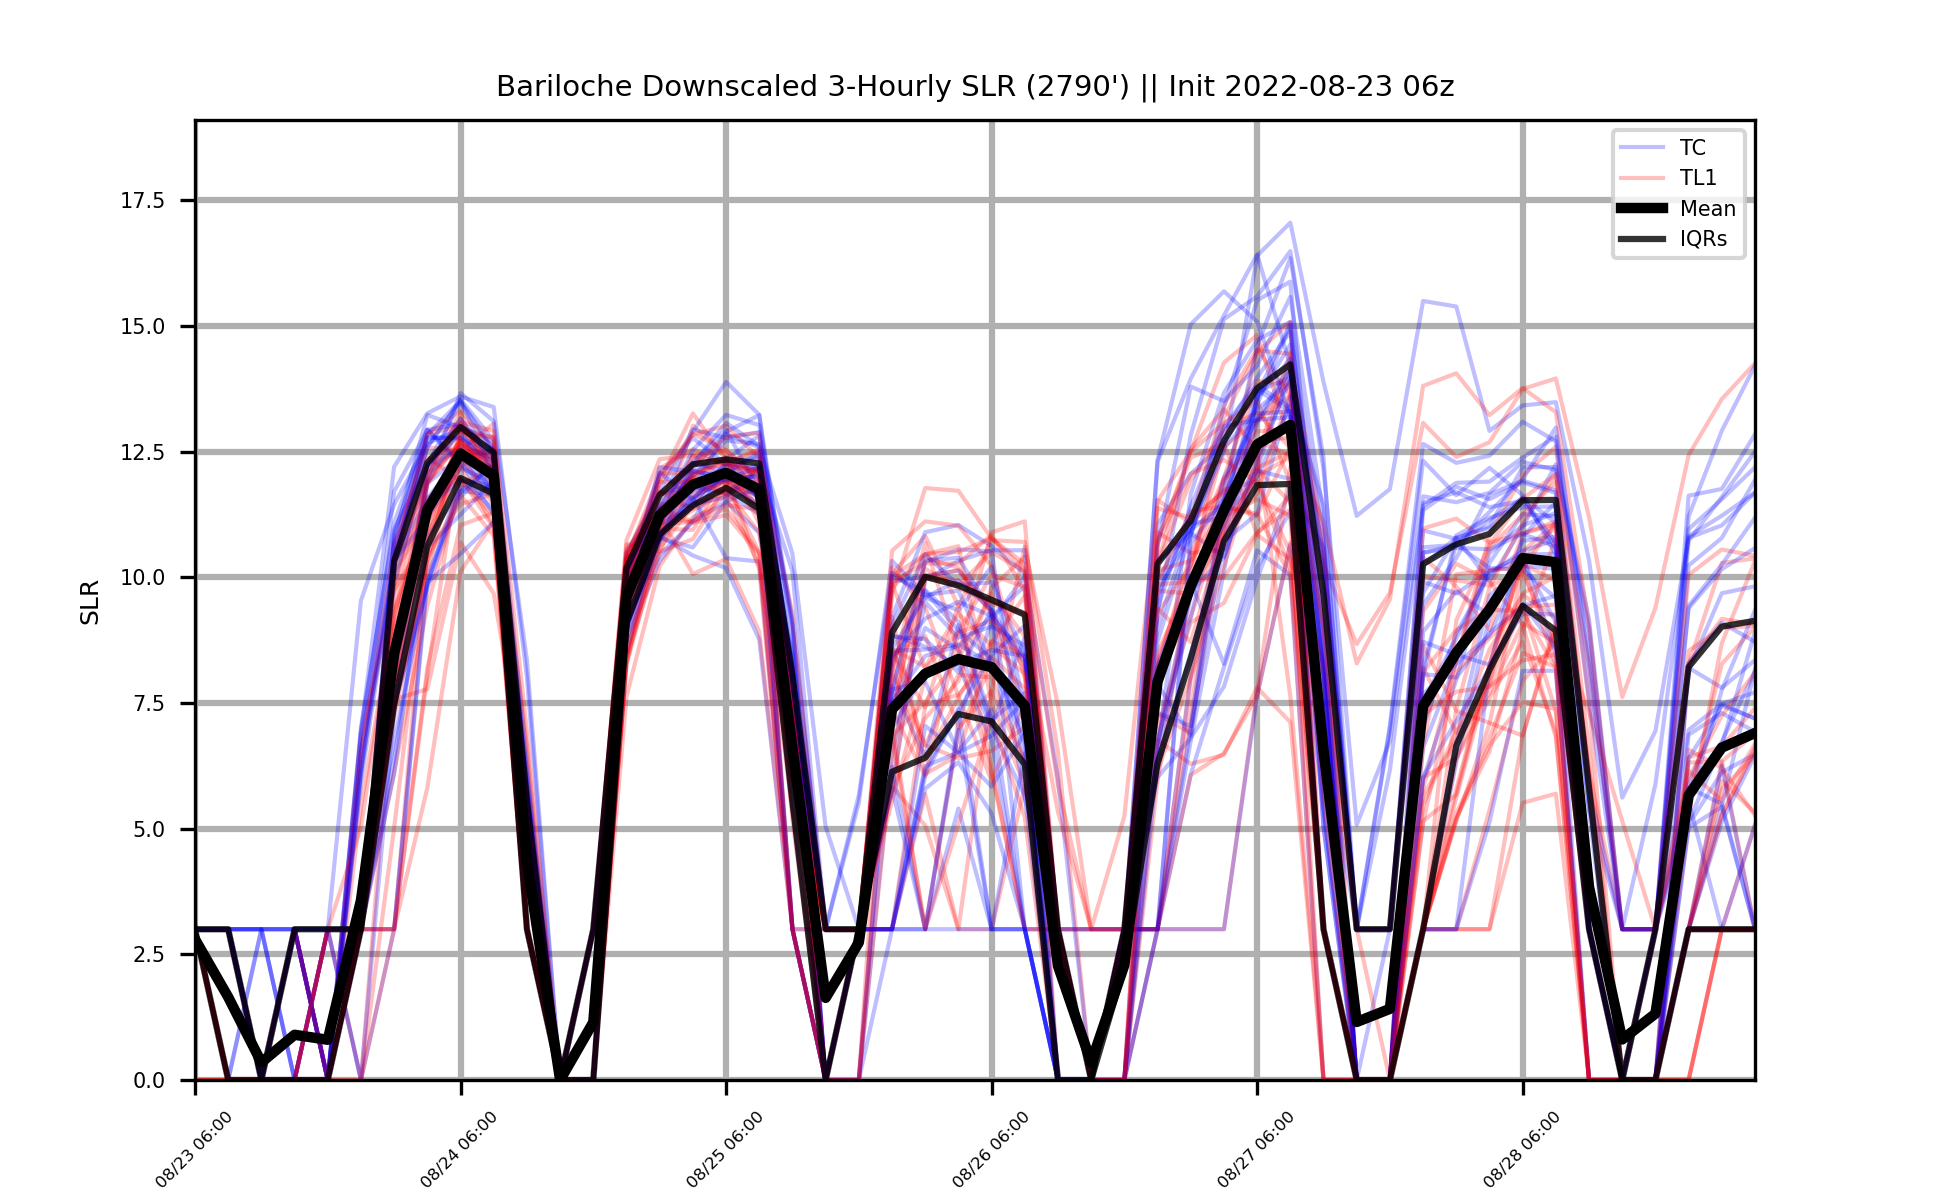 Bariloche Downscaled 3-Hourly SLR (2790') || Init 2022-08-23 06z
TC
TL1
Mean
IQRs
17.5
15.0
12.5
10.0
7.5
5.0
2.5
0.0
SLR
08/23 06:00
08/24 06:00
08/25 06:00
08/26 06:00
08/27 06:00
08/28 06:00